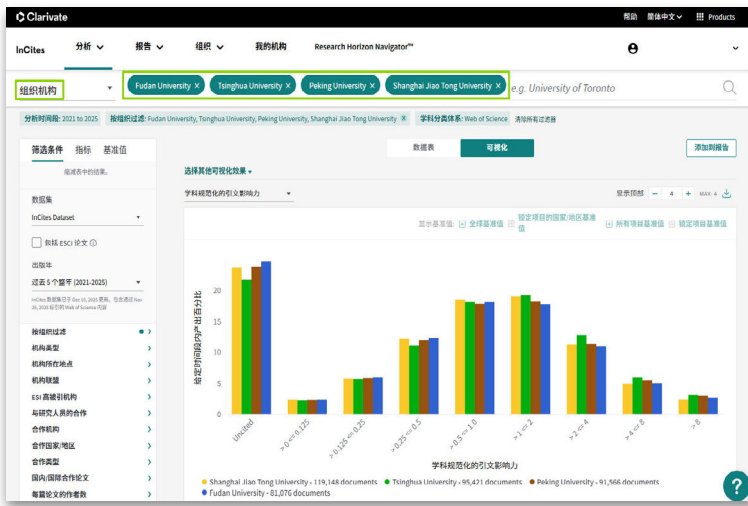 Clarivate
帮助 简体中文 Products
InCites 分析 报告 组织 我的机构 Research Horizon Navigator™
组织机构 Fudan University × Tsinghua University × Peking University × Shanghai Jiao Tong University × e.g. University of Toronto
分析时间段: 2021 to 2025 按组织过滤: Fudan University, Tsinghua University, Peking University, Shanghai Jiao Tong University 学科分类体系: Web of Science 清除所有过滤器
筛选条件 指标 基准值
数据表 可视化 添加到报告
缩减表中的结果。
选择其他可视化效果
数据集
InCites Dataset
学科规范化的引文影响力
显示顶部 − 4 + MAX: 4
包括 ESCI 论文
显示基准值: 全球基准值 锁定项目的国家/地区基准值 所有项目基准值 锁定项目基准值
出版年
过去 5 个整年 (2021-2025)
按组织过滤
机构类型
机构所在地点
机构联盟
ESI 高被引机构
与研究人员的合作
合作机构
合作国家/地区
合作类型
国内/国际合作论文
每篇论文的作者数
给定时间段内产出百分比
20
15
10
5
0
Uncited
> 0 <= 0.125
> 0.125 <= 0.25
> 0.25 <= 0.5
> 0.5 <= 1.0
> 1 <= 2
> 2 <= 4
> 4 <= 8
> 8
学科规范化的引文影响力
Shanghai Jiao Tong University - 119,148 documents Tsinghua University - 95,421 documents Peking University - 91,566 documents
Fudan University - 81,076 documents
?